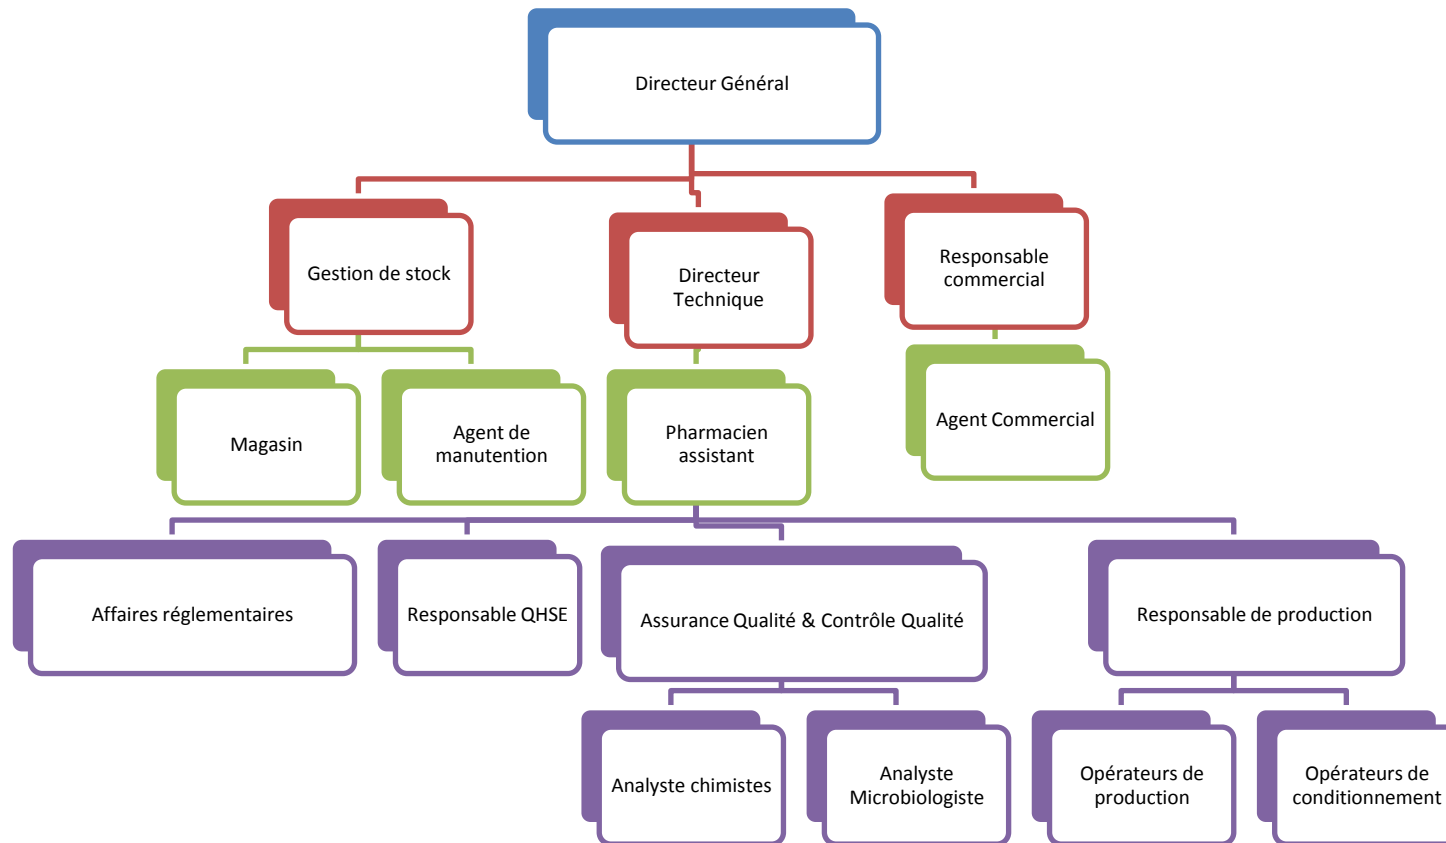 Directeur Général
Gestion de stock
Directeur
Technique
Responsable
commercial
Magasin
Agent de
manutention
Pharmacien
assistant
Agent Commercial
Affaires réglementaires
Responsable QHSE
Assurance Qualité & Contrôle Qualité
Responsable de production
Analyste chimistes
Analyste
Microbiologiste
Opérateurs de
production
Opérateurs de
conditionnement